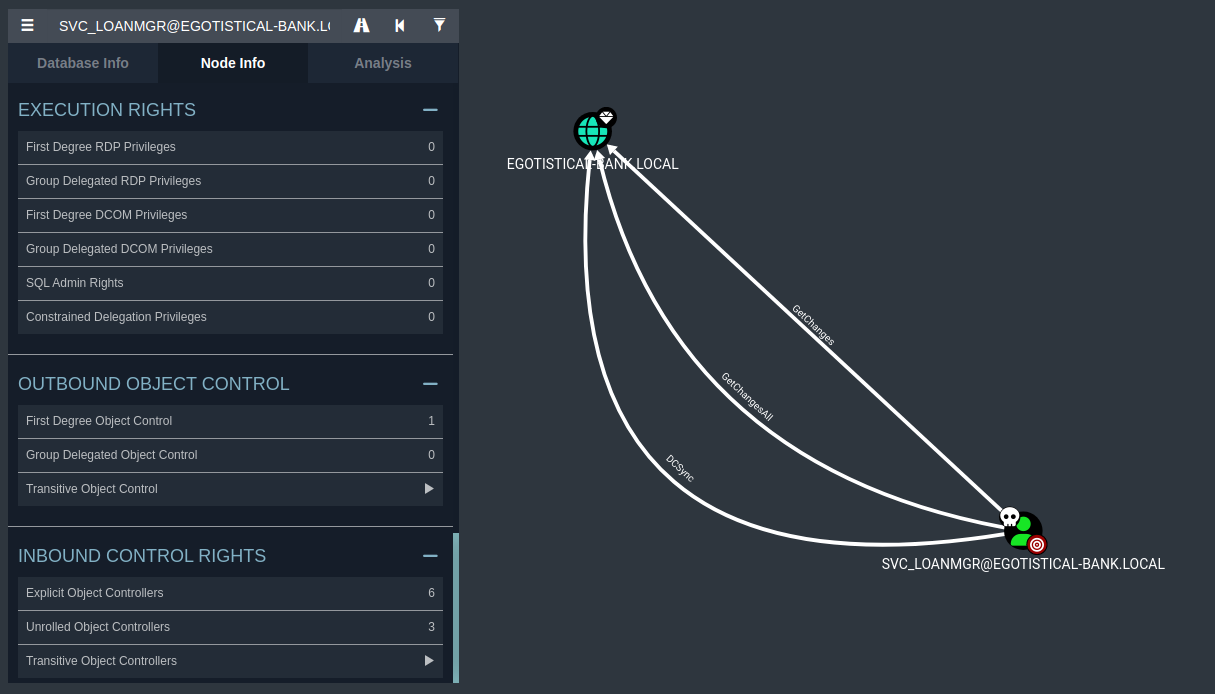 SVC_LOANMGR@EGOTISTICAL-BANK.L
Database Info
Node Info
Analysis
EXECUTION RIGHTS
First Degree RDP Privileges 0
Group Delegated RDP Privileges 0
First Degree DCOM Privileges 0
Group Delegated DCOM Privileges 0
SQL Admin Rights 0
Constrained Delegation Privileges 0
OUTBOUND OBJECT CONTROL
First Degree Object Control 1
Group Delegated Object Control 0
Transitive Object Control
INBOUND CONTROL RIGHTS
Explicit Object Controllers 6
Unrolled Object Controllers 3
Transitive Object Controllers
EGOTISTICAL-BANK.LOCAL
GetChanges
GetChangesAll
DCSync
SVC_LOANMGR@EGOTISTICAL-BANK.LOCAL